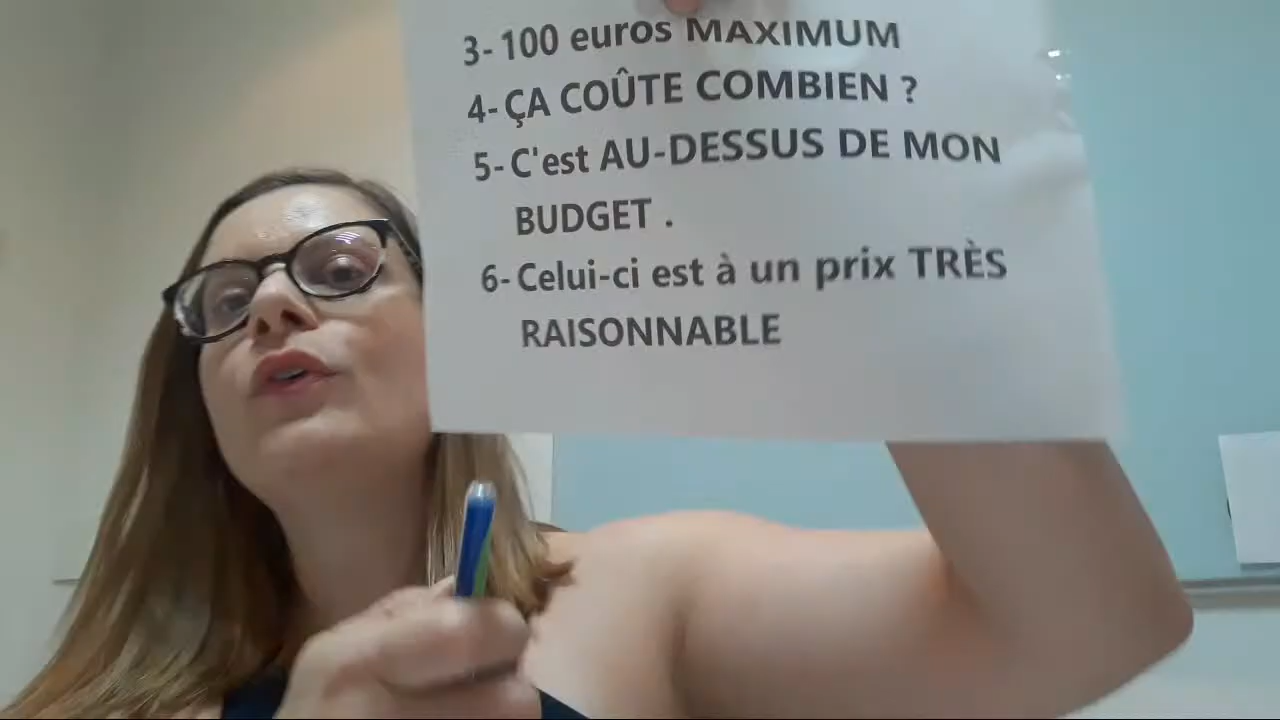 3- 100 euros MAXIMUM
4- ÇA COÛTE COMBIEN ?
5- C'est AU-DESSUS DE MON
BUDGET .
6- Celui-ci est à un prix TRÈS
RAISONNABLE